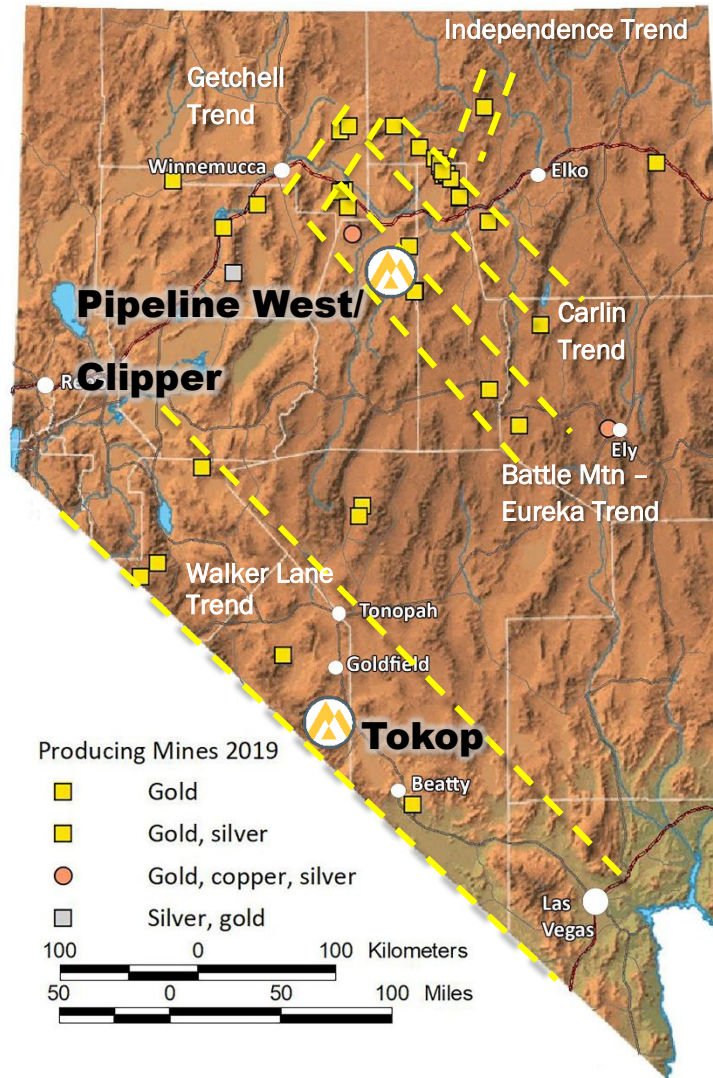 Independence Trend
Getchell
Trend
Winnemucca
Elko
Pipeline West/
Carlin
Trend
Clipper
Ely
Battle Mtn –
Eureka Trend
Walker Lane
Trend
Tonopah
Goldfield
Tokop
Beatty
Las
Vegas
Producing Mines 2019
Gold
Gold, silver
Gold, copper, silver
Silver, gold
100 0 100 Kilometers
50 0 50 100 Miles